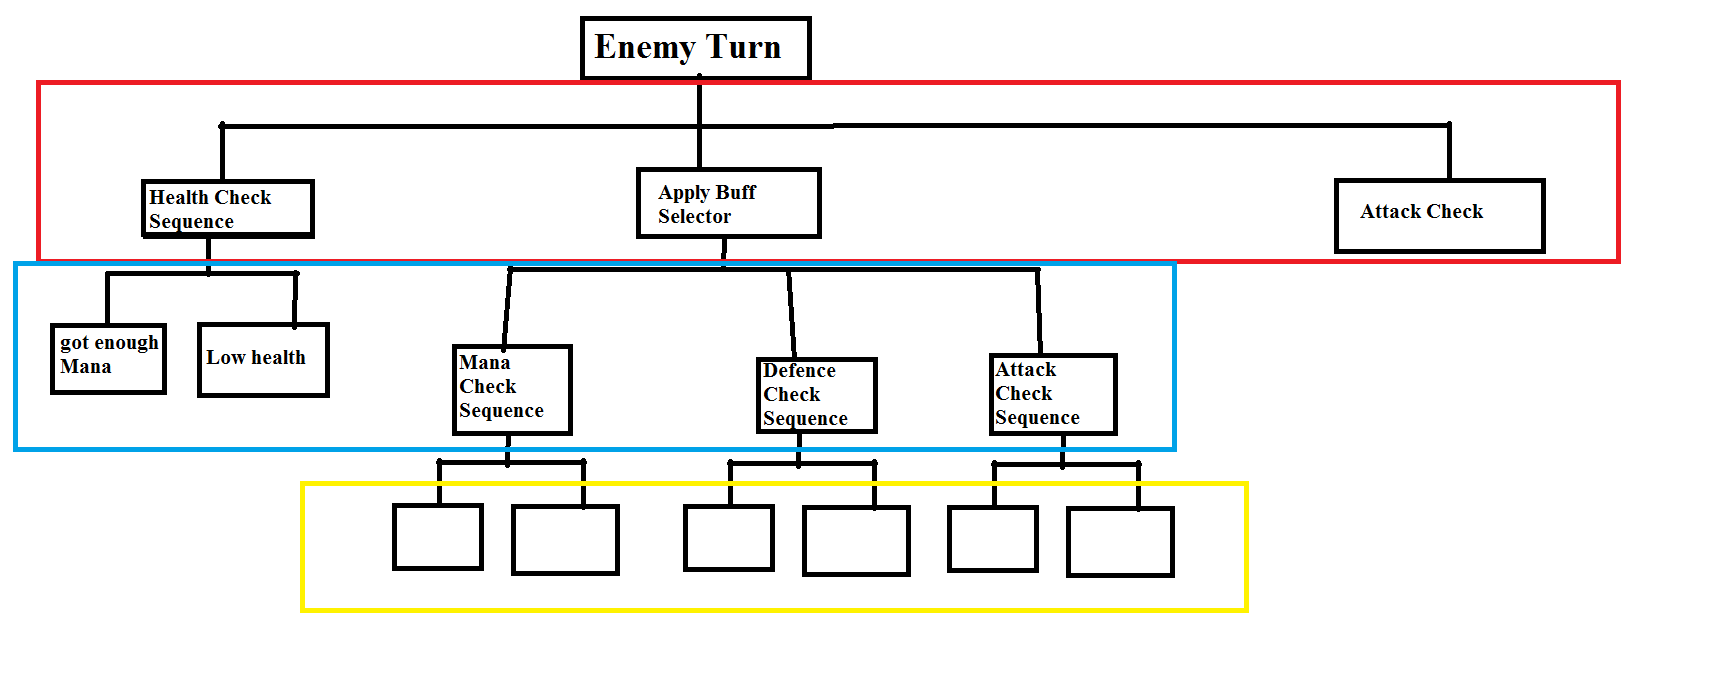 Enemy Turn
Health Check
Sequence
Apply Buff
Selector
Attack Check
got enough
Mana
Low health
Mana
Check
Sequence
Defence
Check
Sequence
Attack
Check
Sequence